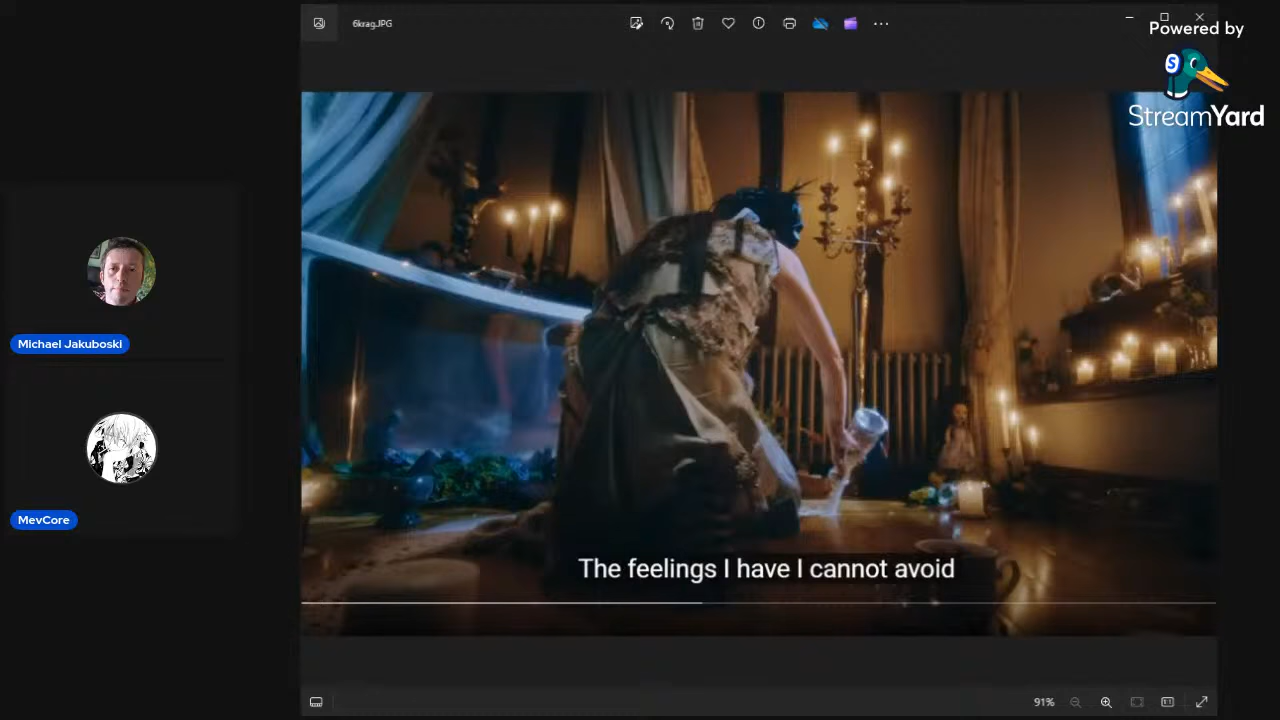 6krag.JPG
Powered by
S
StreamYard
Michael Jakuboski
MevCore
The feelings I have I cannot avoid
91%